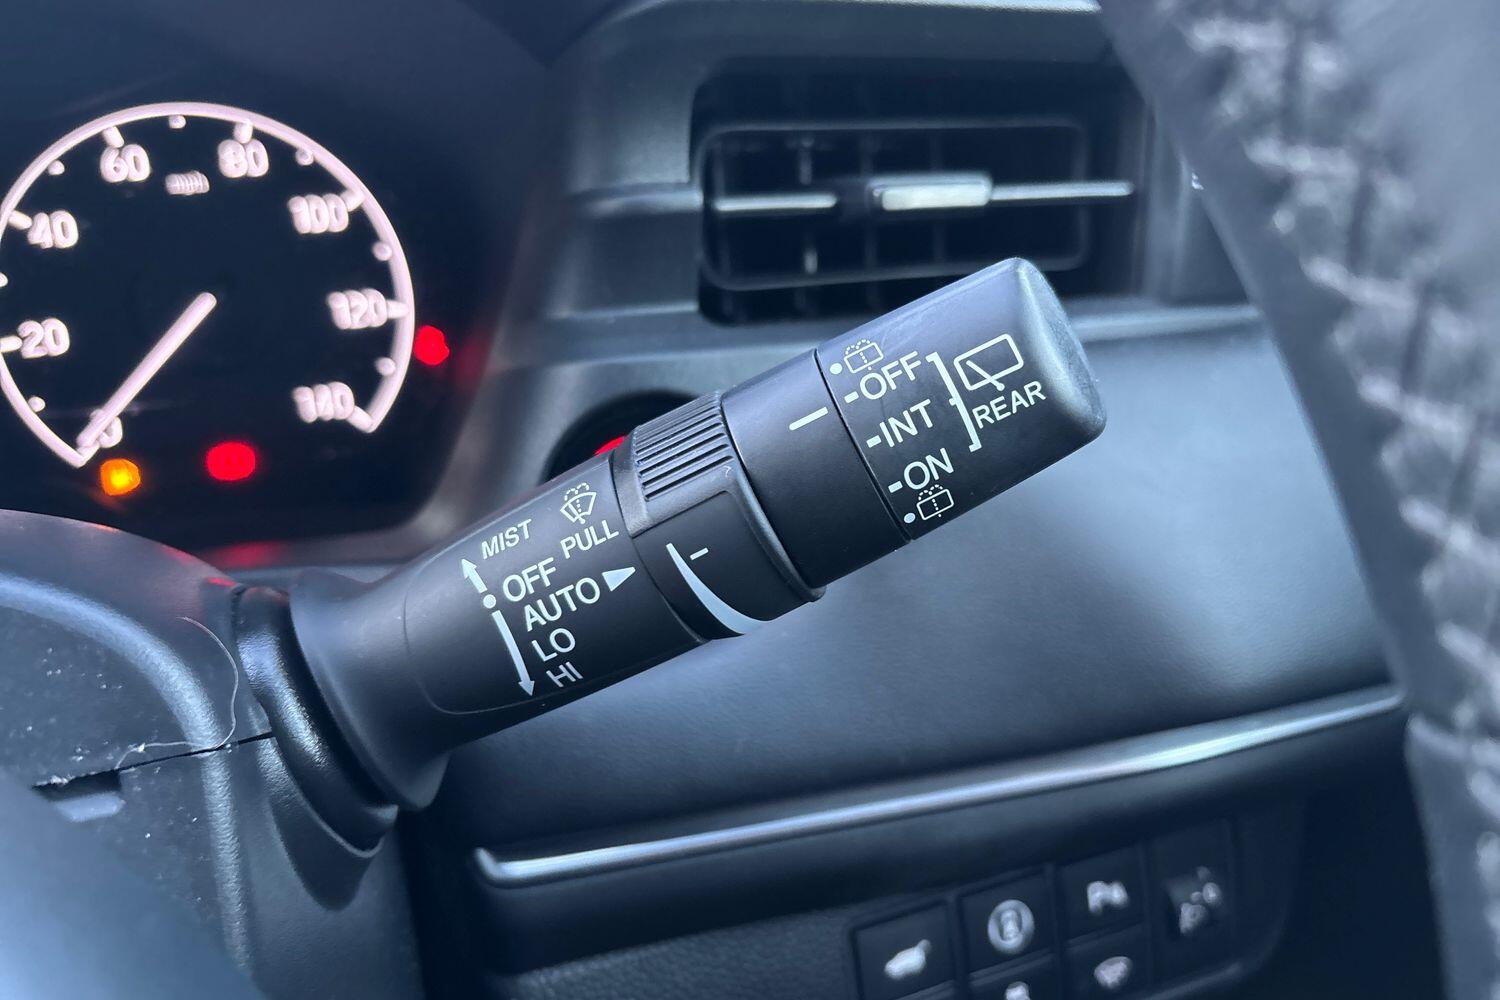 20
40
60
80
100
120
140
OFF
INT
ON
REAR
MIST
PULL
OFF
AUTO
LO
HI